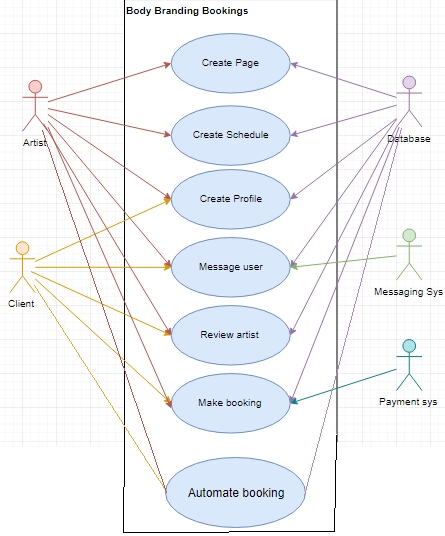 Body Branding Bookings
Create Page
Artist
Create Schedule
Database
Create Profile
Message user
Client
Messaging Sys
Review artist
Make booking
Payment sys
Automate booking